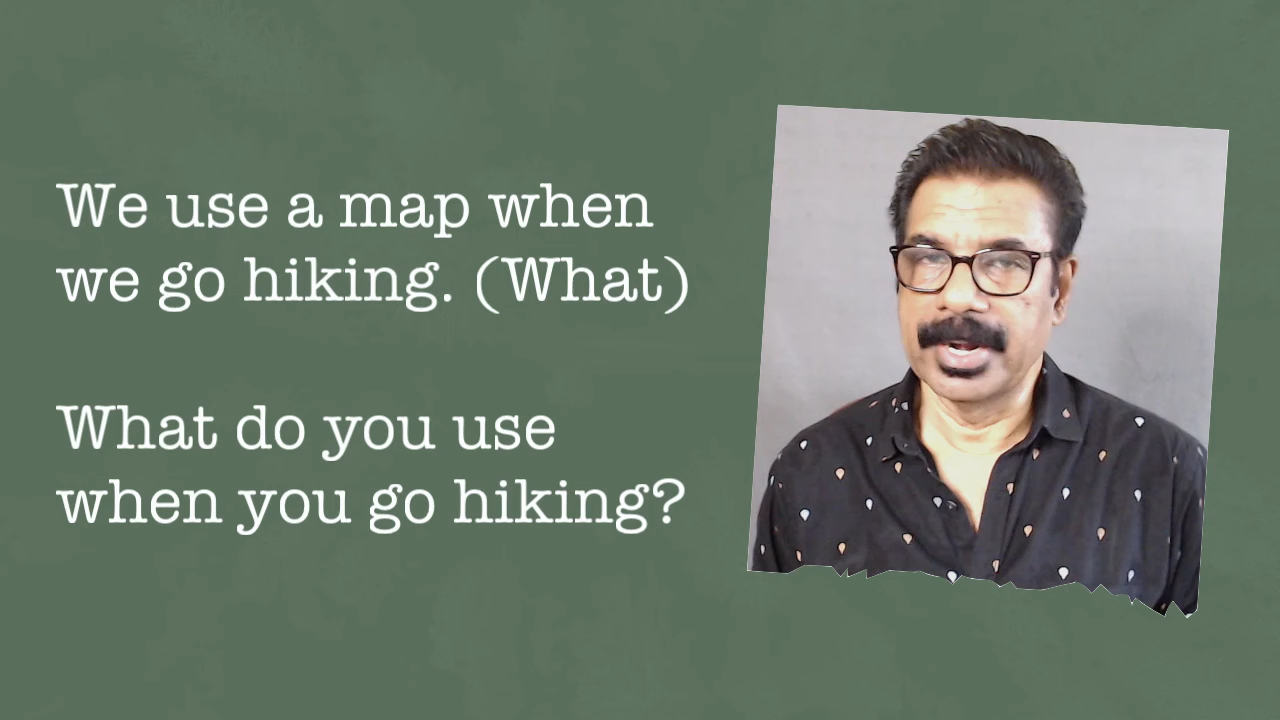 We use a map when
we go hiking. (What)
What do you use
when you go hiking?